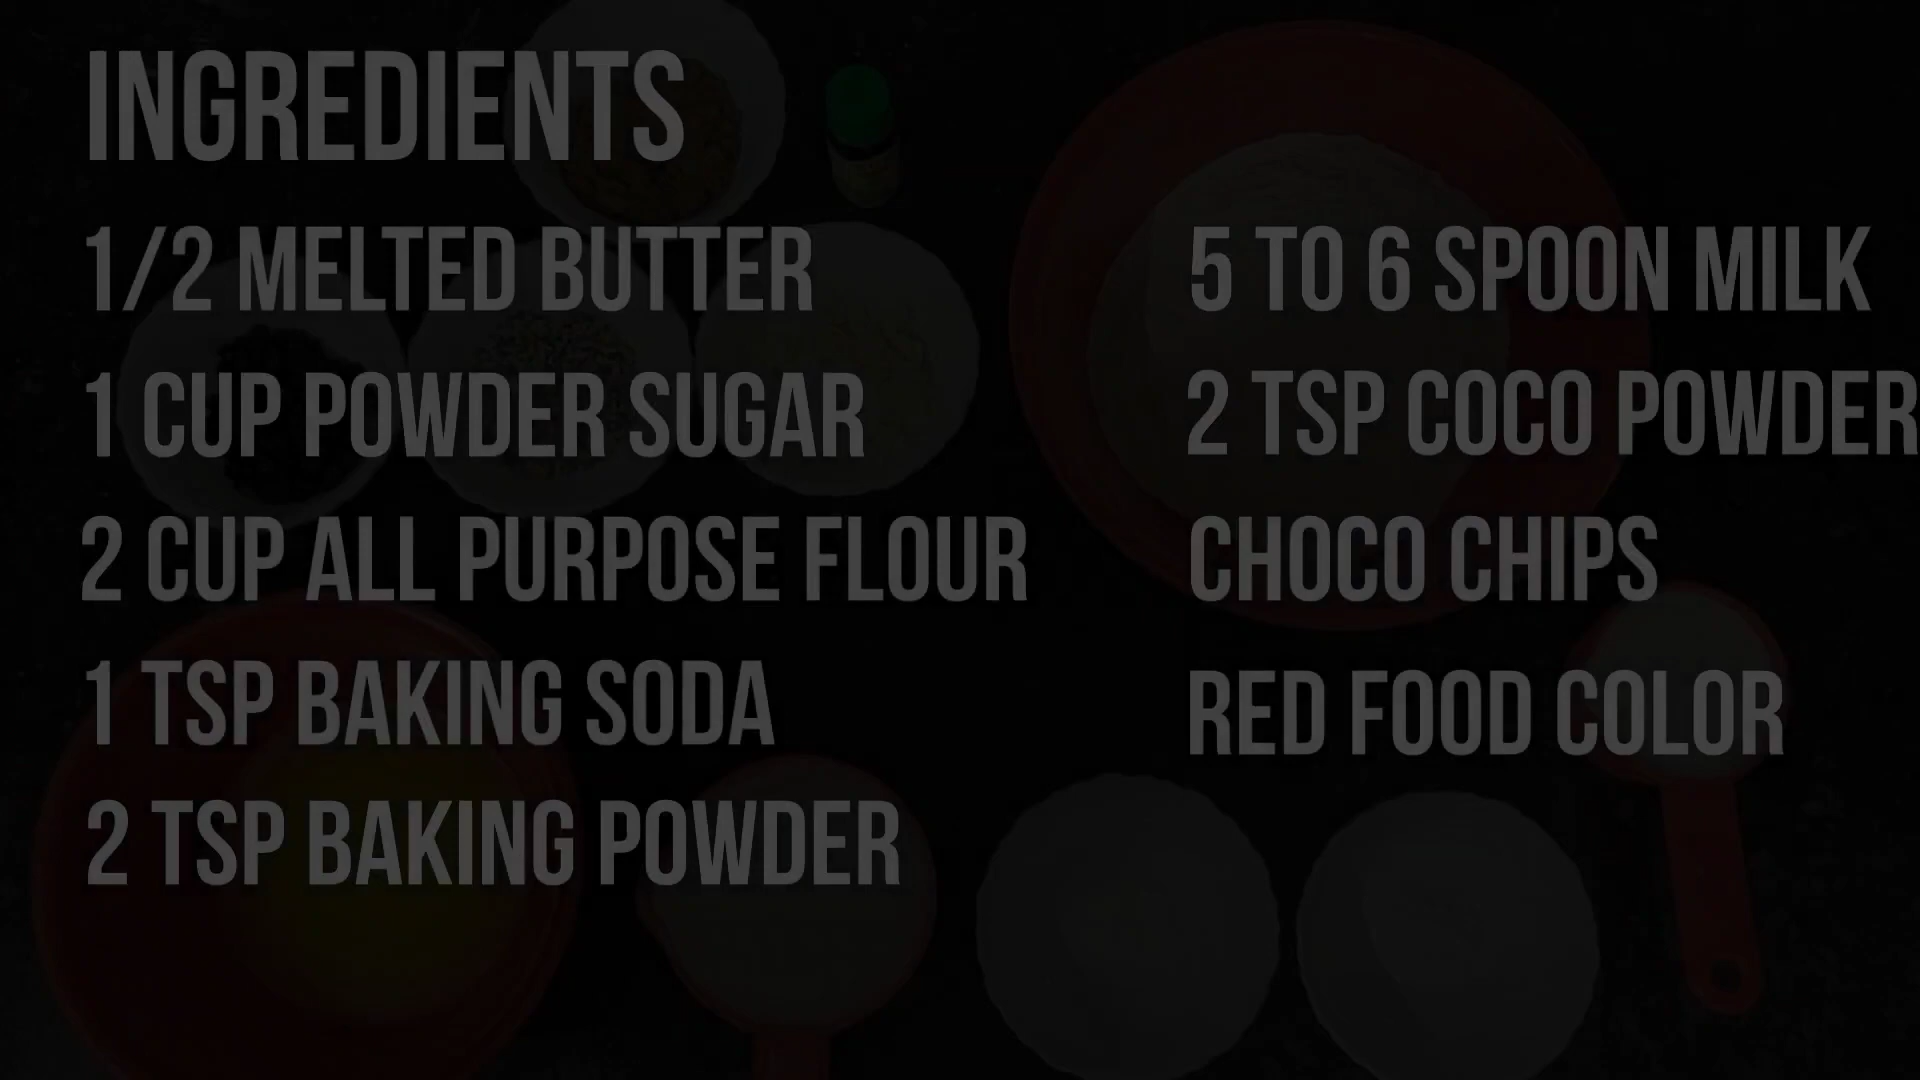 INGREDIENTS
1/2 MELTED BUTTER
1 CUP POWDER SUGAR
2 CUP ALL PURPOSE FLOUR
1 TSP BAKING SODA
2 TSP BAKING POWDER
5 TO 6 SPOON MILK
2 TSP COCO POWDER
CHOCO CHIPS
RED FOOD COLOR